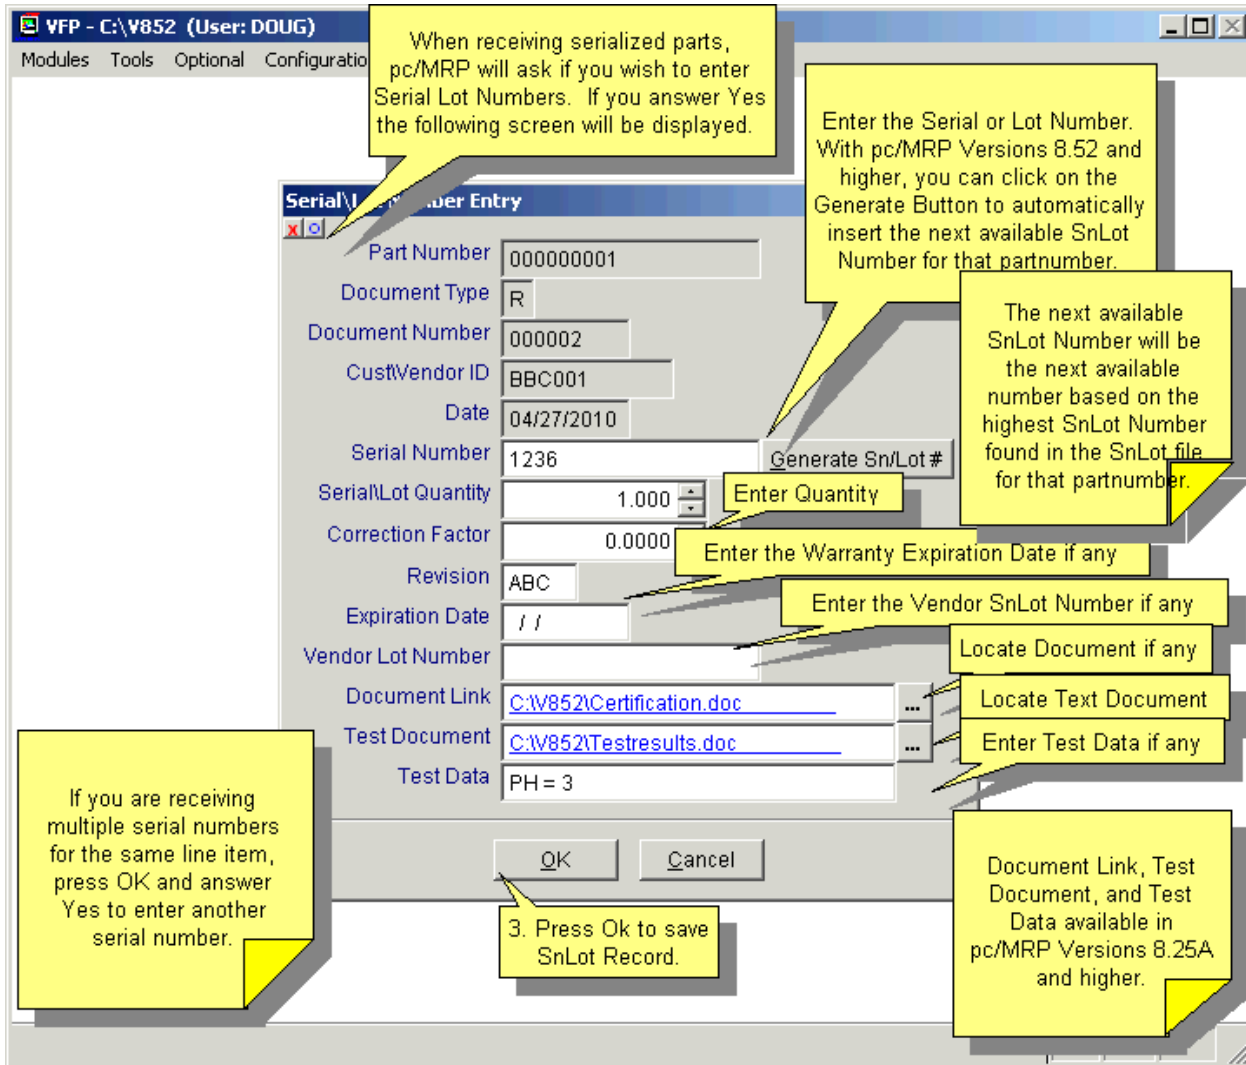 VFP - C:\V852 (User: DOUG)
Modules Tools Optional
When receiving serialized parts,
pc/MRP will ask if you wish to enter
Serial Lot Numbers. If you answer Yes
the following screen will be displayed.
Enter the Serial or Lot Number.
With pc/MRP Versions 8.52 and
higher, you can click on the
Generate Button to automatically
insert the next available SnLot
Number for that partnumber.
The next available
SnLot Number will be
the next available
number based on the
highest SnLot Number
found in the SnLot file
for that partnumber.
Entry
Part Number 000000001
Document Type R
Document Number 000002
Cust\Vendor ID BBC001
Date 04/27/2010
Serial Number 1236 Generate Sn/Lot #
Serial\Lot Quantity 1.000
Enter Quantity
Correction Factor 0.0000
Enter the Warranty Expiration Date if any
Revision ABC
Enter the Vendor SnLot Number if any
Expiration Date / /
Vendor Lot Number
Locate Document if any
Document Link C:\V852\Certification.doc ...
Locate Text Document
Test Document C:\V852\Testresults.doc ...
Enter Test Data if any
Test Data PH = 3
If you are receiving
multiple serial numbers
for the same line item,
press OK and answer
Yes to enter another
serial number.
OK Cancel
3. Press Ok to save
SnLot Record.
Document Link, Test
Document, and Test
Data available in
pc/MRP Versions 8.25A
and higher.